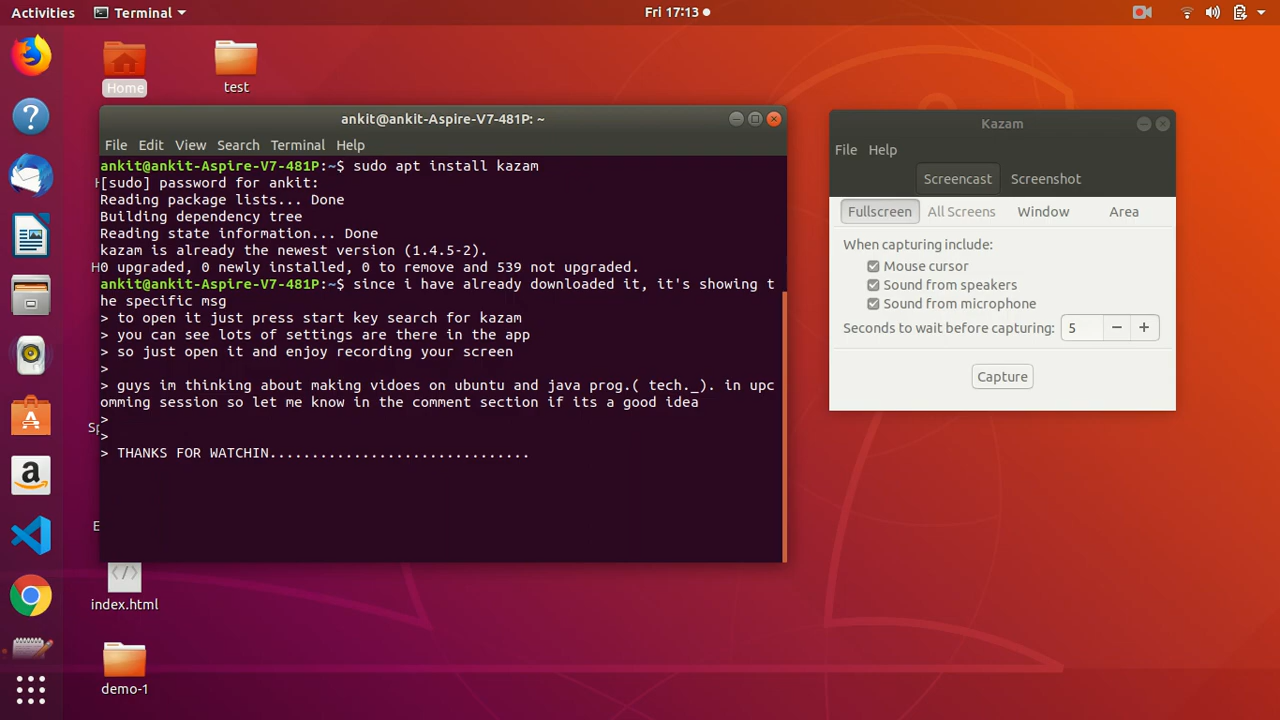 Activities Terminal Fri 17:13
Home
test
ankit@ankit-Aspire-V7-481P: ~
File Edit View Search Terminal Help
ankit@ankit-Aspire-V7-481P:~$ sudo apt install kazam
[sudo] password for ankit:
Reading package lists... Done
Building dependency tree
Reading state information... Done
kazam is already the newest version (1.4.5-2).
0 upgraded, 0 newly installed, 0 to remove and 539 not upgraded.
ankit@ankit-Aspire-V7-481P:~$ since i have already downloaded it, it's showing t
he specific msg
> to open it just press start key search for kazam
> you can see lots of settings are there in the app
> so just open it and enjoy recording your screen
>
> guys im thinking about making vidoes on ubuntu and java prog.( tech._). in upc
omming session so let me know in the comment section if its a good idea
>
>
> THANKS FOR WATCHIN...............................
index.html
demo-1
Kazam
File Help
Screencast Screenshot
Fullscreen All Screens Window Area
When capturing include:
Mouse cursor
Sound from speakers
Sound from microphone
Seconds to wait before capturing: 5 − +
Capture